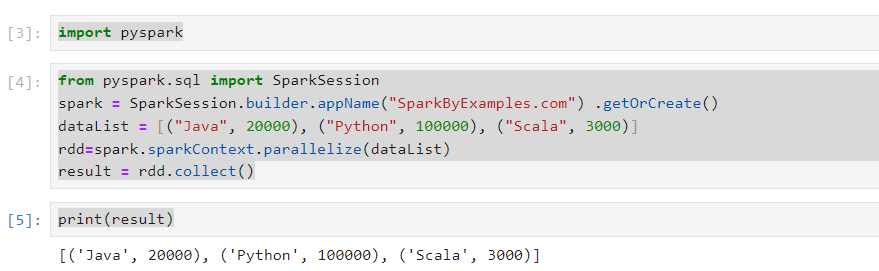 [3]: import pyspark
[4]: from pyspark.sql import SparkSession
spark = SparkSession.builder.appName("SparkByExamples.com") .getOrCreate()
dataList = [("Java", 20000), ("Python", 100000), ("Scala", 3000)]
rdd=spark.sparkContext.parallelize(dataList)
result = rdd.collect()
[5]: print(result)
[('Java', 20000), ('Python', 100000), ('Scala', 3000)]